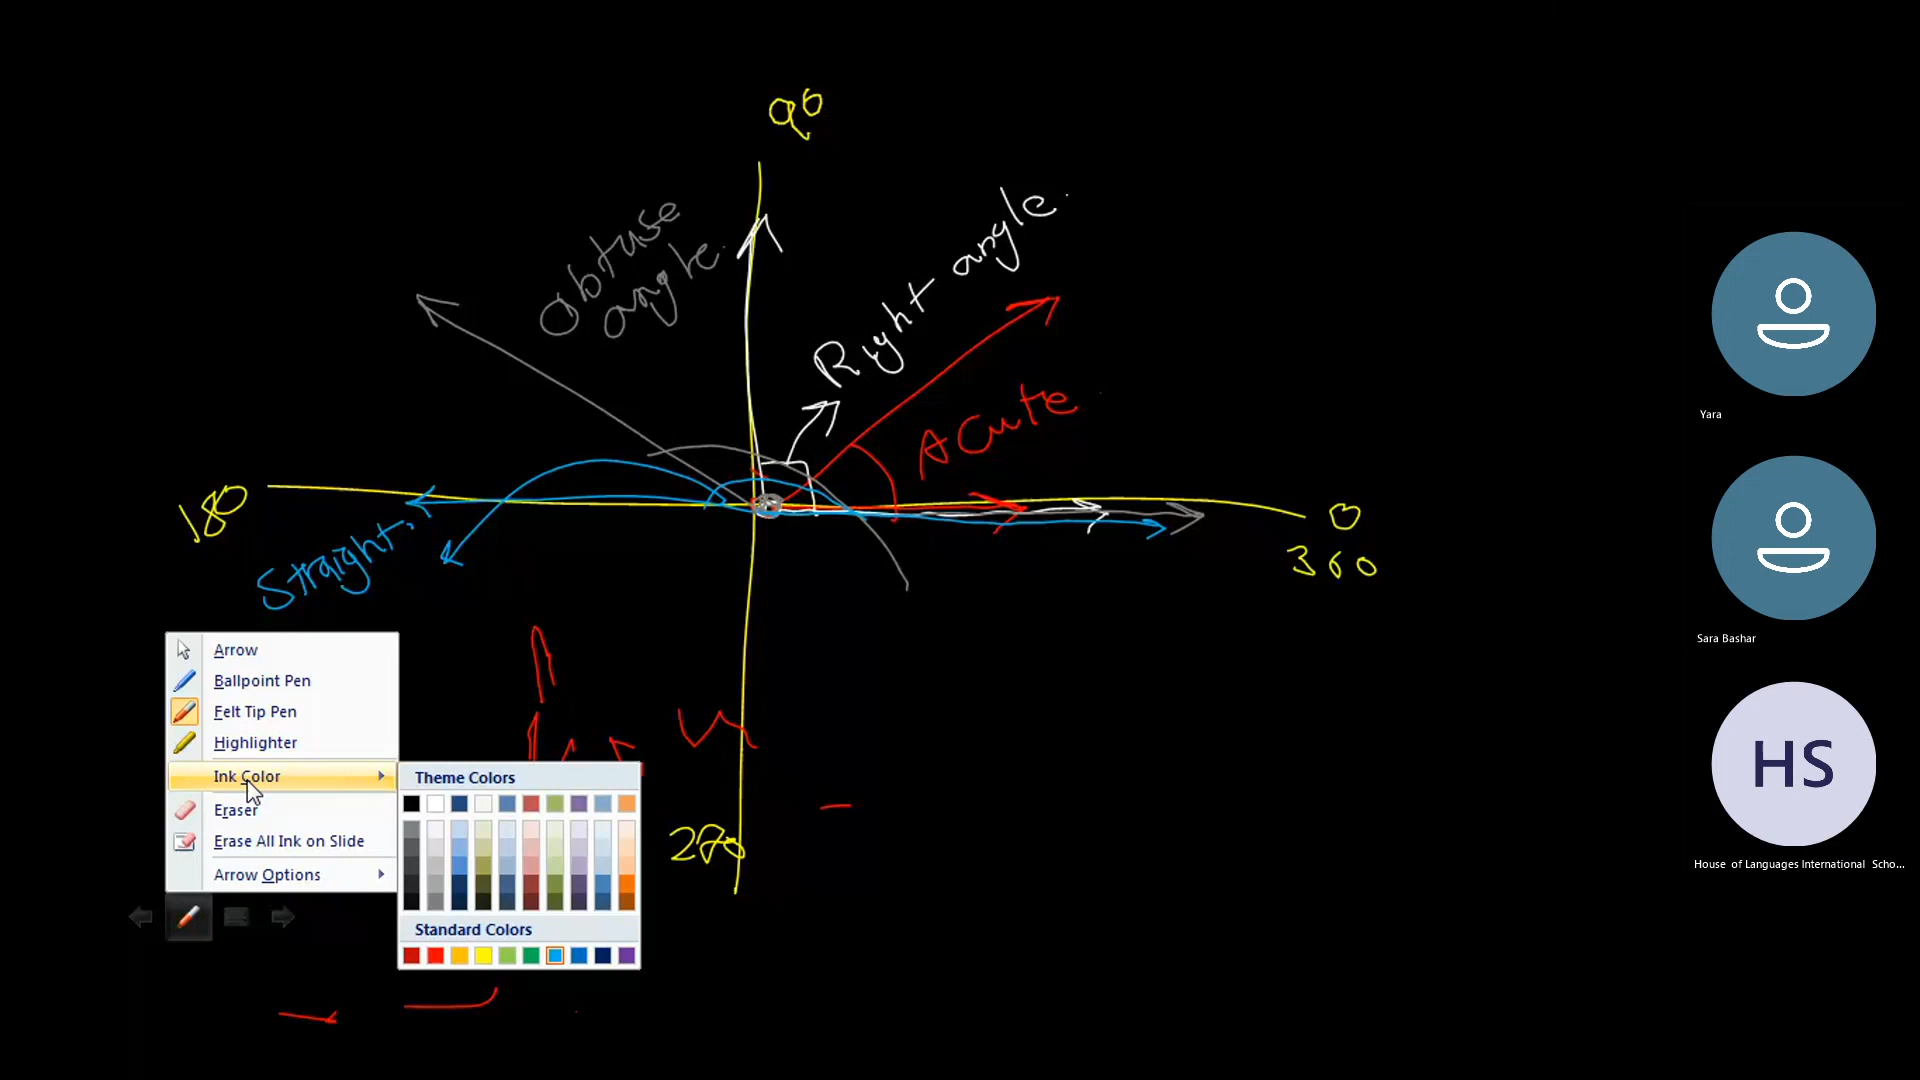 90
obtuse
angle.
Right angle.
Acute
180
0
360
Straight.
270
Arrow
Ballpoint Pen
Felt Tip Pen
Highlighter
Ink Color
Eraser
Erase All Ink on Slide
Arrow Options
Theme Colors
Standard Colors
Yara
Sara Bashar
HS
House of Languages International Scho...